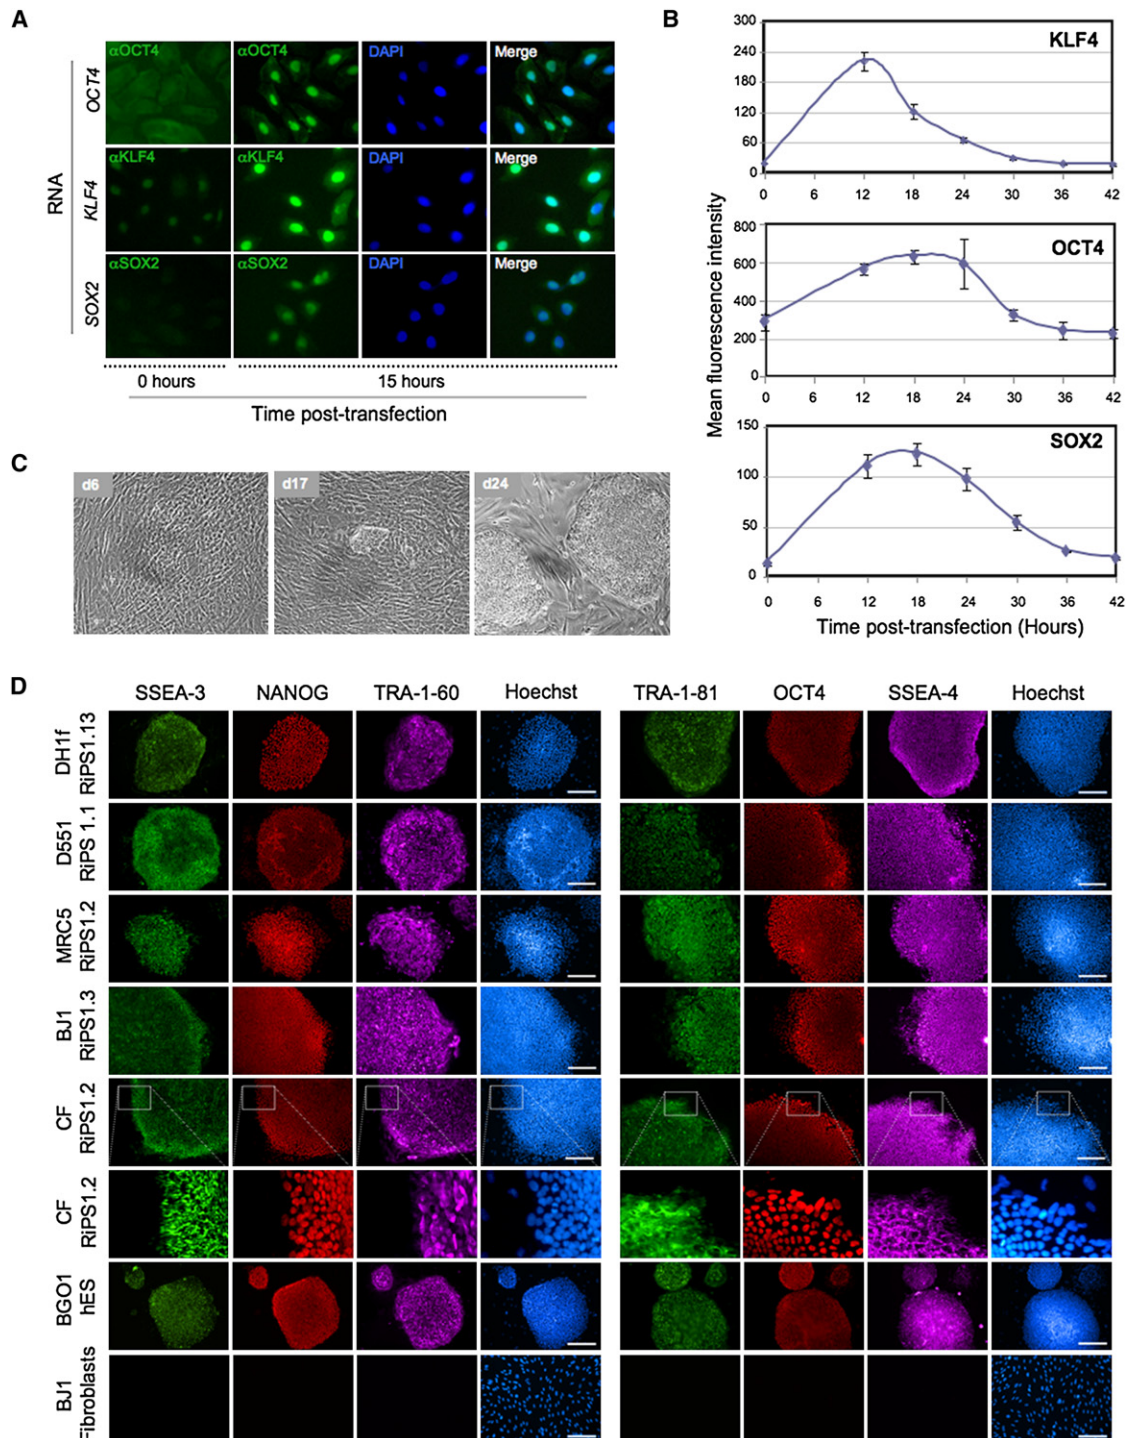 A
αOCT4
αOCT4
DAPI
Merge
αKLF4
αKLF4
DAPI
Merge
αSOX2
αSOX2
DAPI
Merge
RNA
OCT4
KLF4
SOX2
0 hours
15 hours
Time post-transfection
B
Mean fluorescence intensity
KLF4
300
240
180
120
60
0
0 6 12 18 24 30 36 42
OCT4
800
600
400
200
0
0 6 12 18 24 30 36 42
SOX2
150
100
50
0
0 6 12 18 24 30 36 42
Time post-transfection (Hours)
C
d6
d17
d24
D
SSEA-3 NANOG TRA-1-60 Hoechst TRA-1-81 OCT4 SSEA-4 Hoechst
DH1f
RiPS1.13
D551
RiPS 1.1
MRC5
RiPS1.2
BJ1
RiPS1.3
CF
RiPS1.2
CF
RiPS1.2
BGO1
hES
BJ1
Fibroblasts